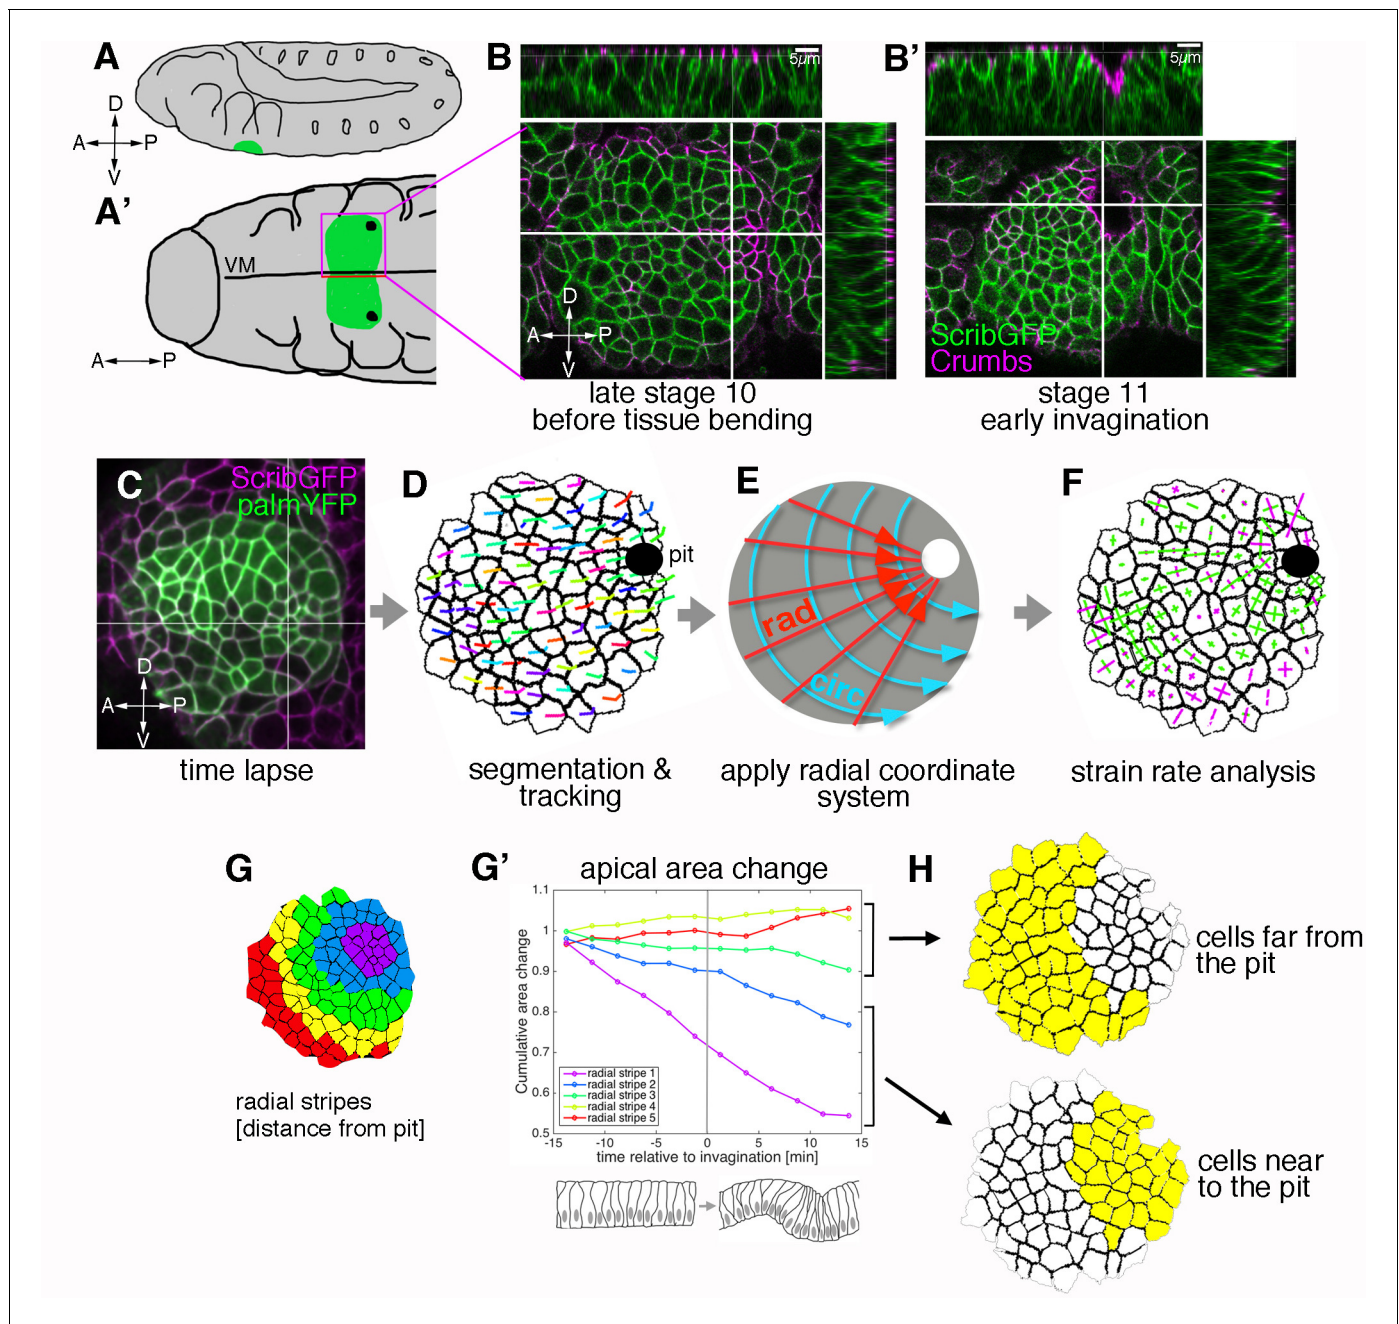 A
D
A P
V
A'
VM
A P
B
5µm
D
A P
V
late stage 10
before tissue bending
B'
5µm
ScribGFP
Crumbs
stage 11
early invagination
C
ScribGFP
palmYFP
D
A P
V
time lapse
D
pit
segmentation &
tracking
E
rad
circ
apply radial coordinate
system
F
strain rate analysis
G
radial stripes
[distance from pit]
G'
apical area change
Cumulative area change
1.1
1
0.9
0.8
0.7
0.6
0.5
radial stripe 1
radial stripe 2
radial stripe 3
radial stripe 4
radial stripe 5
-15 -10 -5 0 5 10 15
time relative to invagination [min]
H
cells far from
the pit
cells near
to the pit